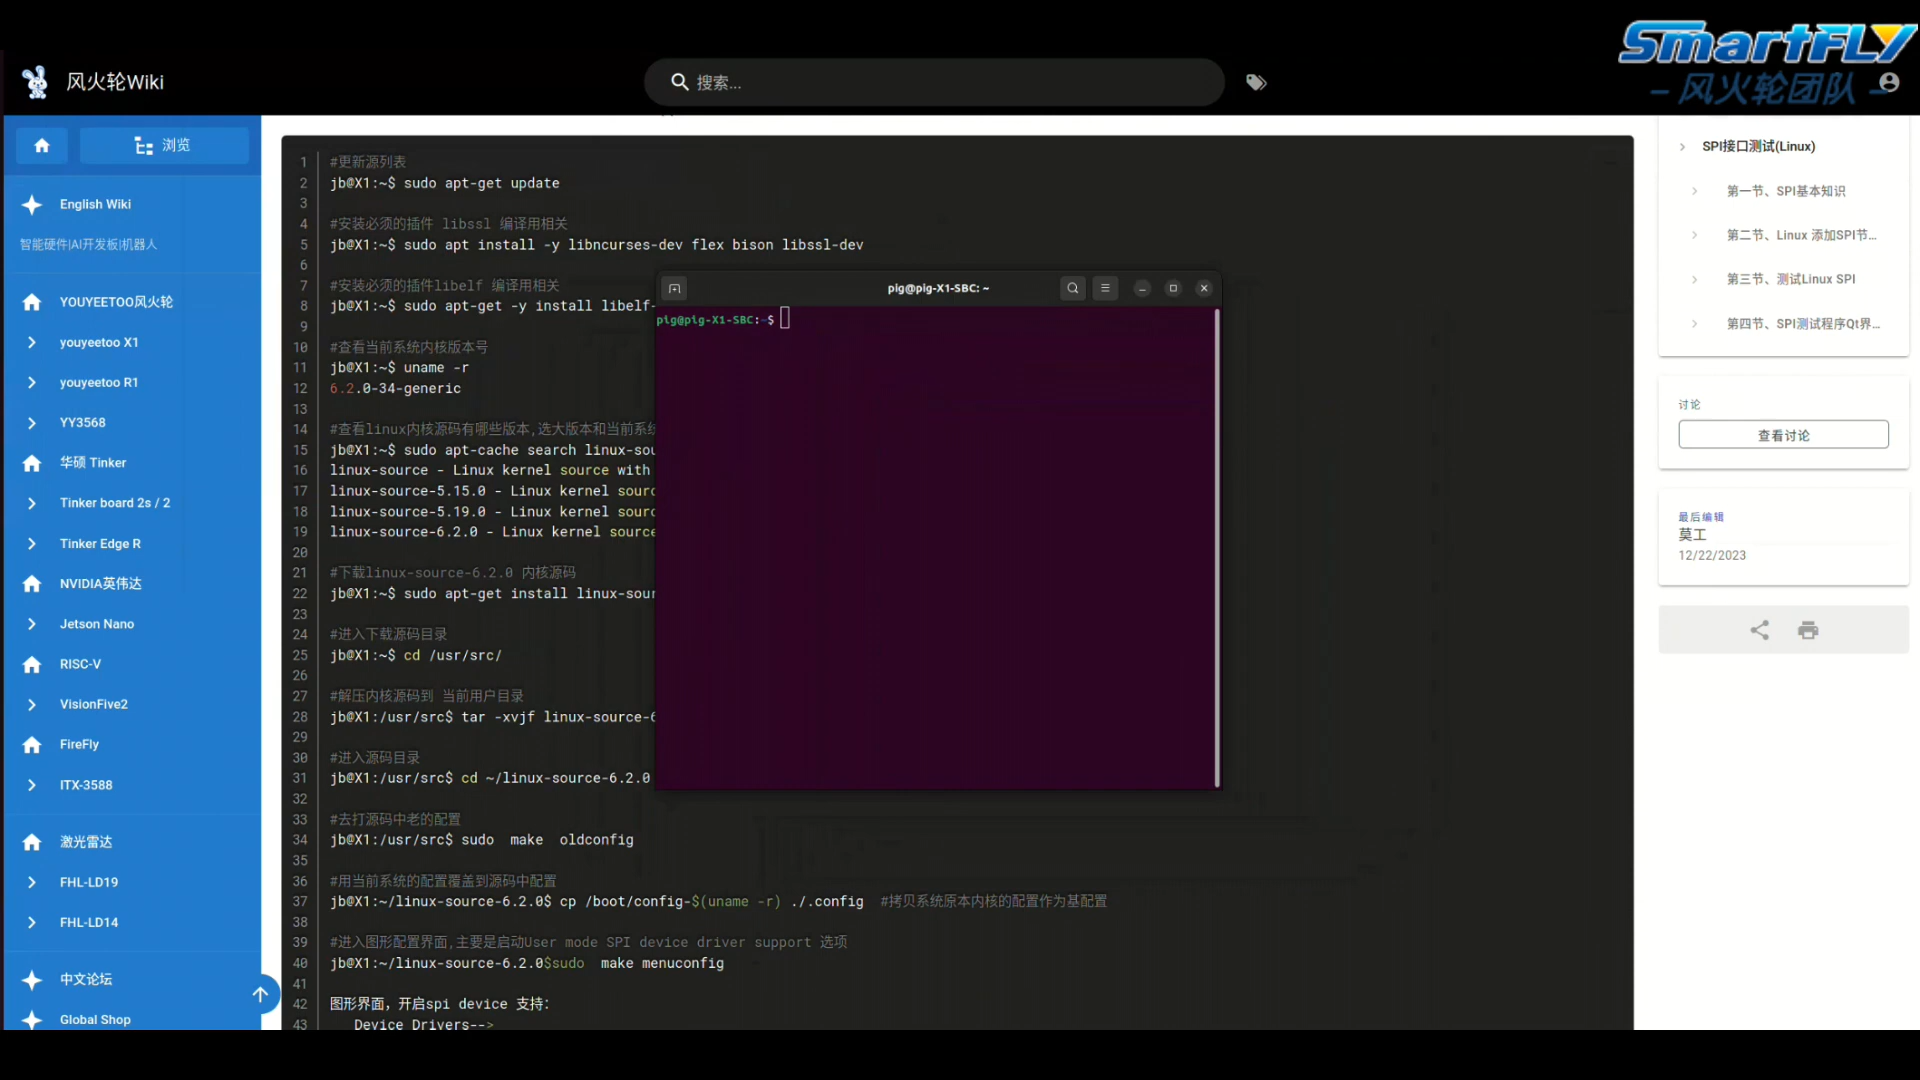 SmartFLY
– 风火轮团队 –
风火轮Wiki
搜索...
浏览
English Wiki
智能硬件|AI开发板|机器人
YOUYEETOO风火轮
youyeetoo X1
youyeetoo R1
YY3568
华硕 Tinker
Tinker board 2s / 2
Tinker Edge R
NVIDIA英伟达
Jetson Nano
RISC-V
VisionFive2
FireFly
ITX-3588
激光雷达
FHL-LD19
FHL-LD14
中文论坛
Global Shop
1 #更新源列表
2 jb@X1:~$ sudo apt-get update
3
4 #安装必须的插件 libssl 编译用相关
5 jb@X1:~$ sudo apt install -y libncurses-dev flex bison libssl-dev
6
7 #安装必须的插件libelf 编译用相关
8 jb@X1:~$ sudo apt-get -y install libelf-
9
10 #查看当前系统内核版本号
11 jb@X1:~$ uname -r
12 6.2.0-34-generic
13
14 #查看linux内核源码有哪些版本,选大版本和当前系统
15 jb@X1:~$ sudo apt-cache search linux-sou
16 linux-source - Linux kernel source with
17 linux-source-5.15.0 - Linux kernel sourc
18 linux-source-5.19.0 - Linux kernel sourc
19 linux-source-6.2.0 - Linux kernel source
20
21 #下载linux-source-6.2.0 内核源码
22 jb@X1:~$ sudo apt-get install linux-sour
23
24 #进入下载源码目录
25 jb@X1:~$ cd /usr/src/
26
27 #解压内核源码到 当前用户目录
28 jb@X1:/usr/src$ tar -xvjf linux-source-6
29
30 #进入源码目录
31 jb@X1:/usr/src$ cd ~/linux-source-6.2.0
32
33 #去打源码中老的配置
34 jb@X1:/usr/src$ sudo  make  oldconfig
35
36 #用当前系统的配置覆盖到源码中配置
37 jb@X1:~/linux-source-6.2.0$ cp /boot/config-$(uname -r) ./.config  #拷贝系统原本内核的配置作为基配置
38
39 #进入图形配置界面,主要是启动User mode SPI device driver support 选项
40 jb@X1:~/linux-source-6.2.0$sudo  make menuconfig
41
42 图形界面，开启spi device 支持：
43 Device Drivers-->
pig@pig-X1-SBC: ~
pig@pig-X1-SBC:~$
SPI接口测试(Linux)
第一节、SPI基本知识
第二节、Linux 添加SPI节...
第三节、测试Linux SPI
第四节、SPI测试程序Qt界...
讨论
查看讨论
最后编辑
莫工
12/22/2023